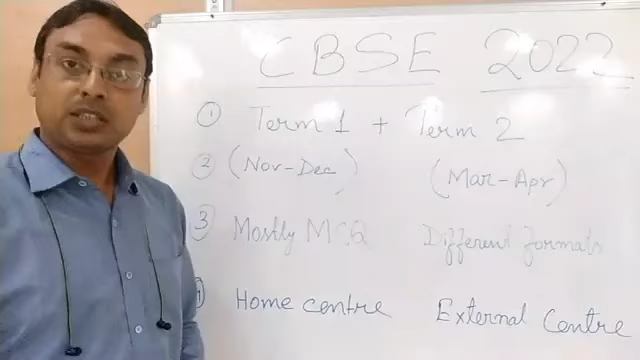 CBSE 2022
① Term 1 + Term 2
② (Nov-Dec) (Mar-Apr)
3 Mostly MCQ Different formats
Home centre External Centre